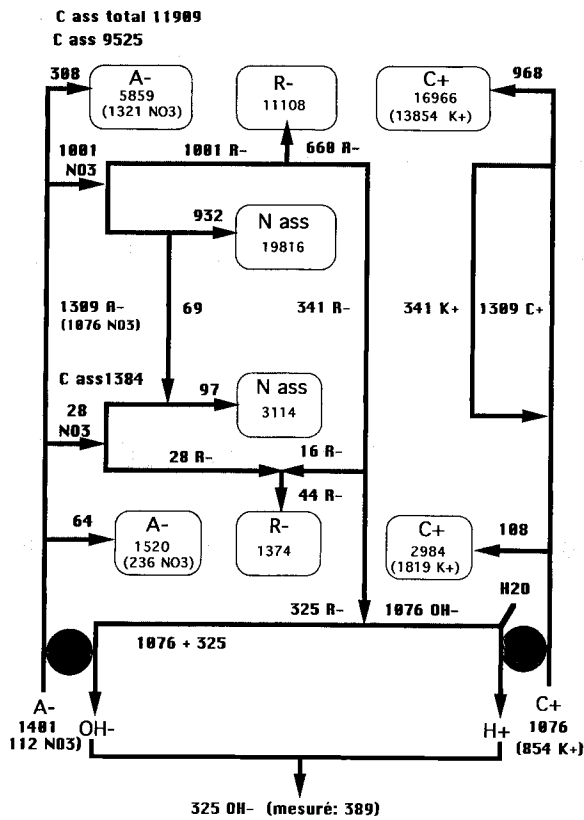 C ass total 11909
C ass 9525
308
A-
5859
(1321 NO3)
R-
11108
C+
16966
(13854 K+)
968
1001
NO3
1001 R-
660 R-
932
N ass
19816
1309 A-
(1076 NO3)
69
341 R-
341 K+
1309 C+
C ass1384
97
N ass
3114
28
NO3
28 R-
16 R-
44 R-
64
A-
1520
(236 NO3)
R-
1374
C+
2984
(1819 K+)
108
H2O
325 R-
1076 OH-
1076 + 325
A-
1401
112 NO3)
OH-
H+
C+
1076
(854 K+)
325 OH- (mesuré: 389)